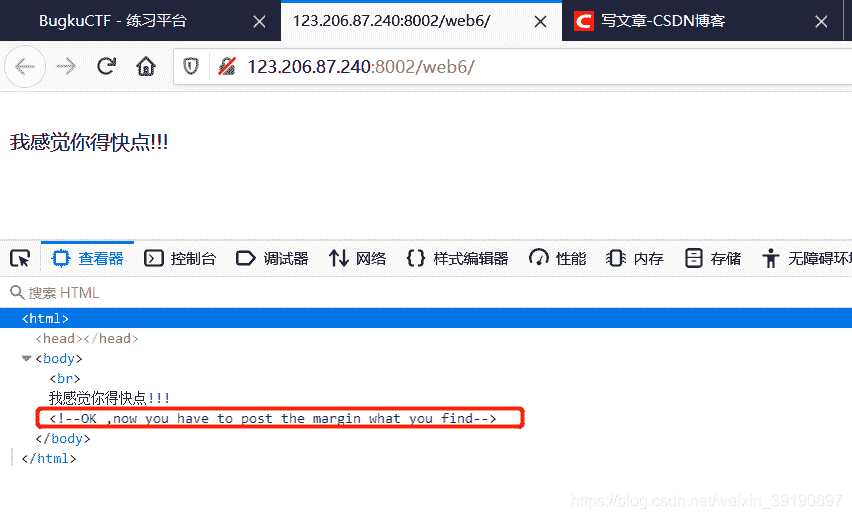 BugkuCTF - 练习平台
123.206.87.240:8002/web6/
写文章-CSDN博客
123.206.87.240:8002/web6/
我感觉你得快点!!!
查看器
控制台
调试器
网络
样式编辑器
性能
内存
存储
无障碍环
搜索 HTML
<html>
<head></head>
<body>
<br>
我感觉你得快点!!!
<!--OK ,now you have to post the margin what you find-->
</body>
</html>
https://blog.csdn.net/weixin_39190897